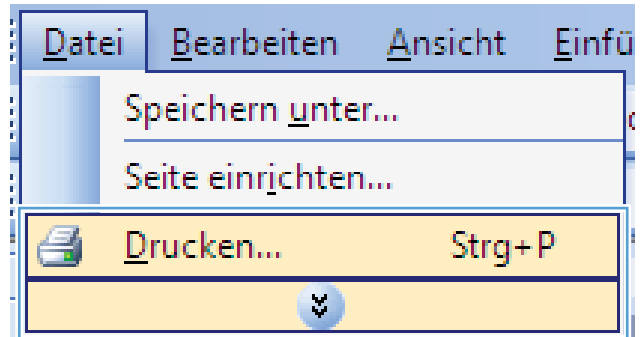 Datei Bearbeiten Ansicht Einfü
Speichern unter...
Seite einrichten...
Drucken... Strg+P